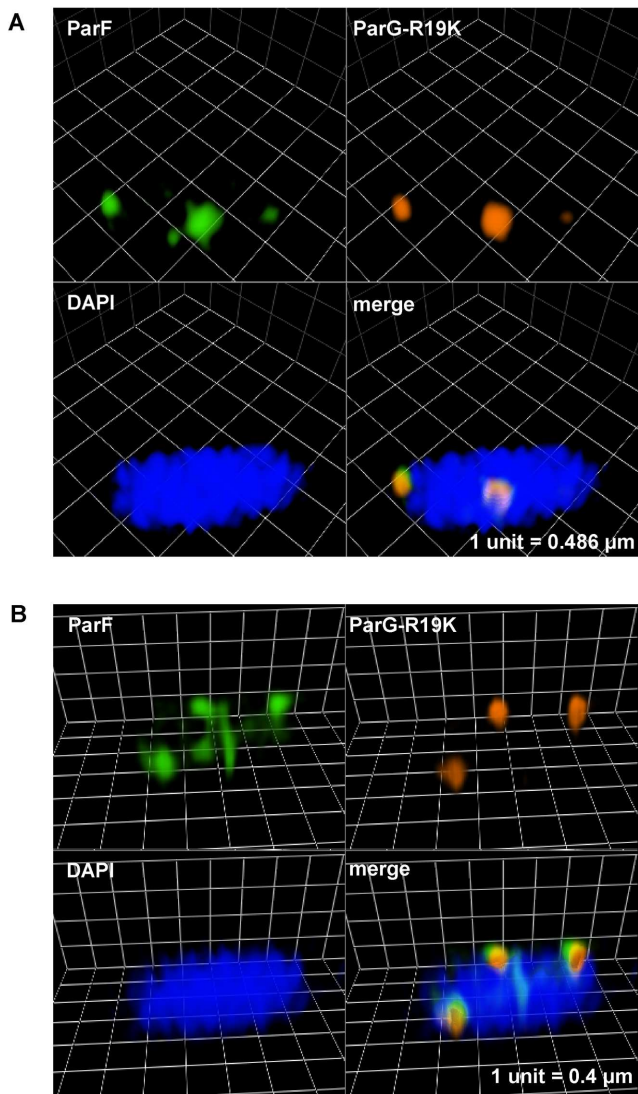 A
ParF
ParG-R19K
DAPI
merge
1 unit = 0.486 µm
B
ParF
ParG-R19K
DAPI
merge
1 unit = 0.4 µm